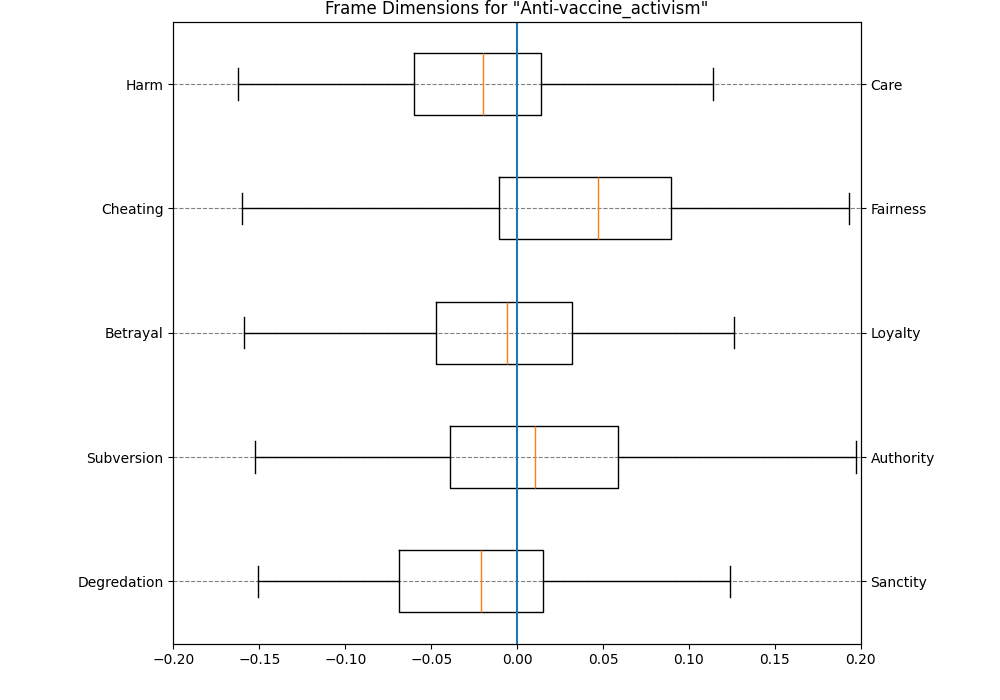 Frame Dimensions for "Anti-vaccine_activism"
Harm Care
Cheating Fairness
Betrayal Loyalty
Subversion Authority
Degredation Sanctity
−0.20 −0.15 −0.10 −0.05 0.00 0.05 0.10 0.15 0.20